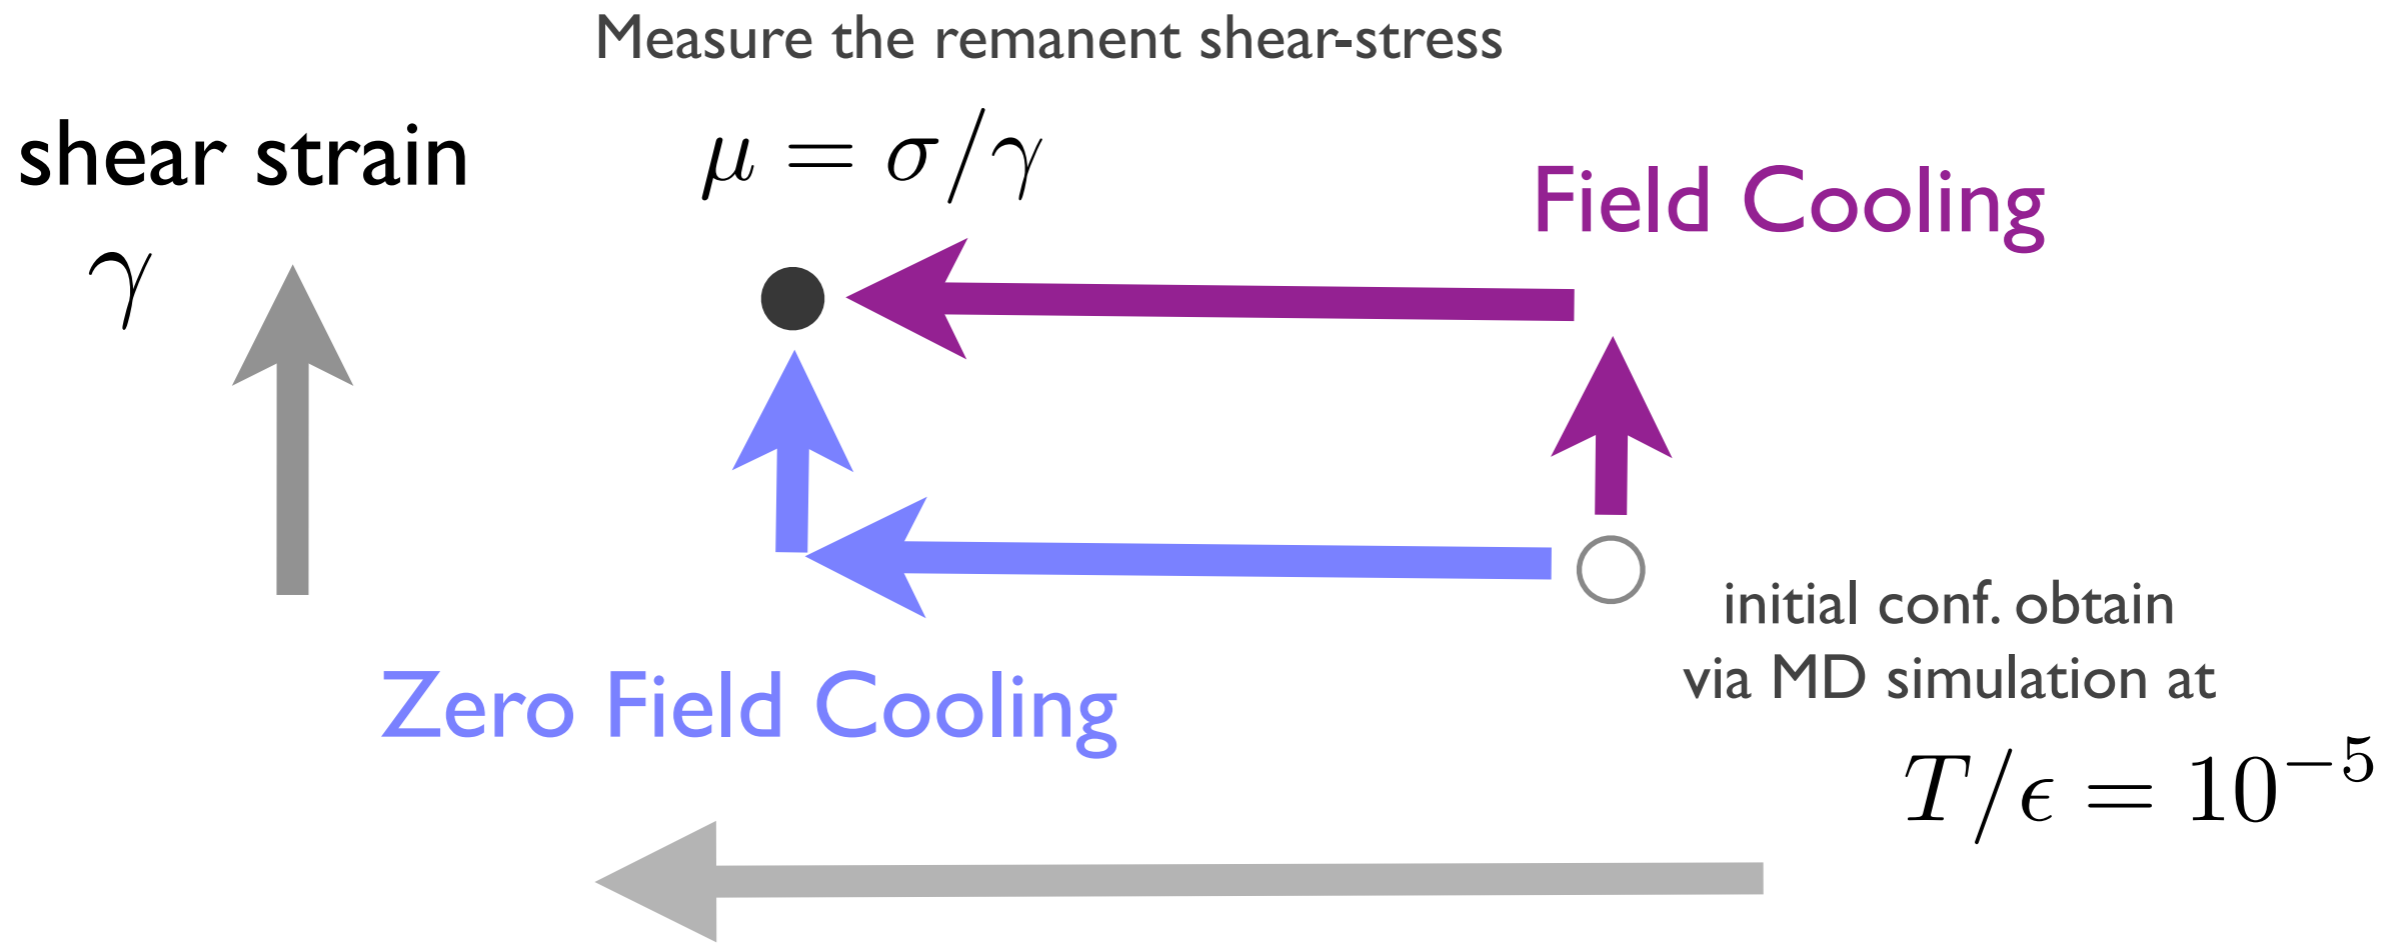 Measure the remanent shear-stress
shear strain
μ = σ/γ
γ
Field Cooling
initial conf. obtain
via MD simulation at
Zero Field Cooling
T/ϵ = 10⁻⁵